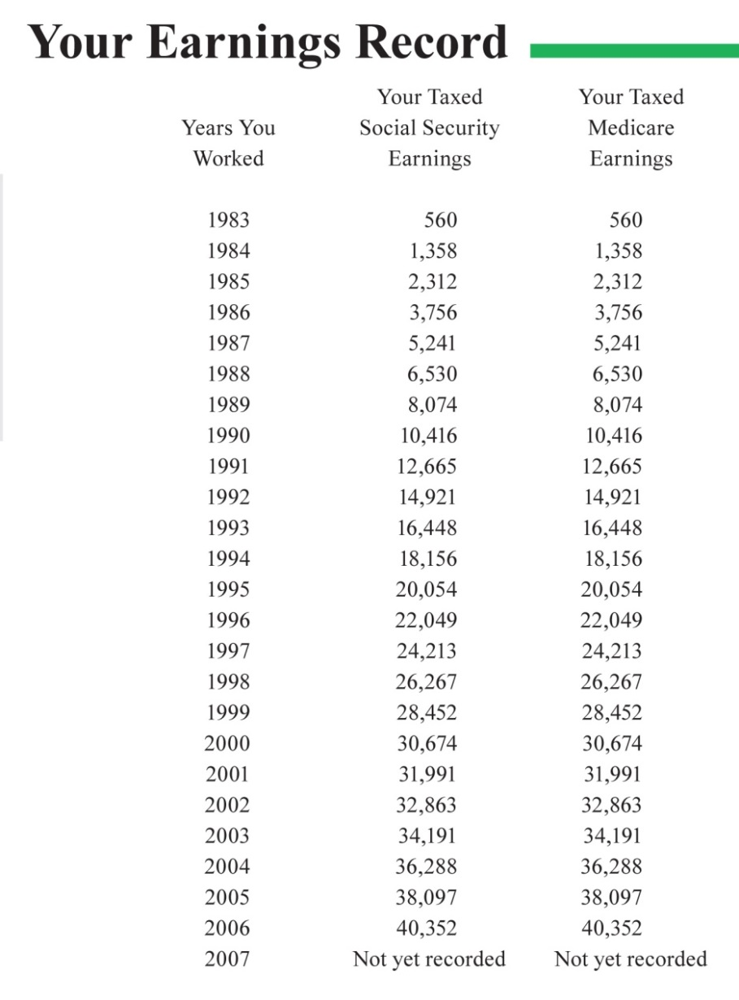 Your Earnings Record
Years You Worked Your Taxed Social Security Earnings Your Taxed Medicare Earnings
1983 560 560
1984 1,358 1,358
1985 2,312 2,312
1986 3,756 3,756
1987 5,241 5,241
1988 6,530 6,530
1989 8,074 8,074
1990 10,416 10,416
1991 12,665 12,665
1992 14,921 14,921
1993 16,448 16,448
1994 18,156 18,156
1995 20,054 20,054
1996 22,049 22,049
1997 24,213 24,213
1998 26,267 26,267
1999 28,452 28,452
2000 30,674 30,674
2001 31,991 31,991
2002 32,863 32,863
2003 34,191 34,191
2004 36,288 36,288
2005 38,097 38,097
2006 40,352 40,352
2007 Not yet recorded Not yet recorded